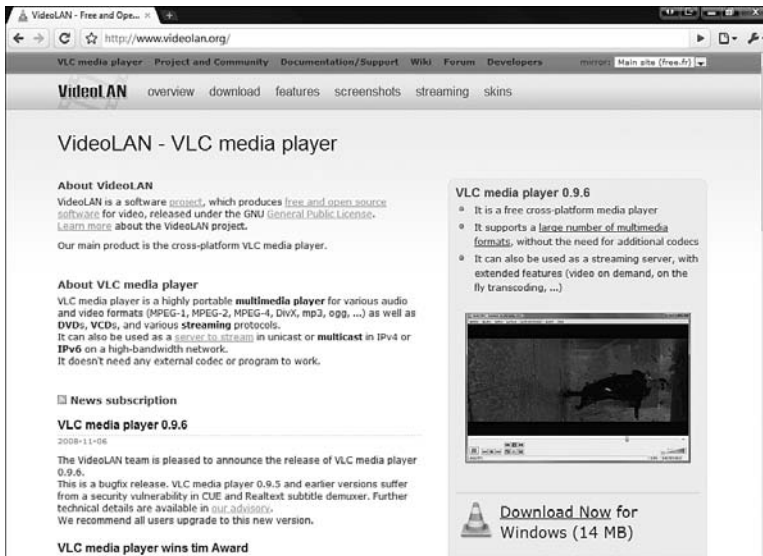 VideoLAN - Free and Ope...
http://www.videolan.org/
VLC media player Project and Community Documentation/Support Wiki Forum Developers mirror: Main site (free.fr)
VideoLAN overview download features screenshots streaming skins
VideoLAN - VLC media player
About VideoLAN
VideoLAN is a software project, which produces free and open source
software for video, released under the GNU General Public License.
Learn more about the VideoLAN project.
Our main product is the cross-platform VLC media player.
About VLC media player
VLC media player is a highly portable multimedia player for various audio
and video formats (MPEG-1, MPEG-2, MPEG-4, DivX, mp3, ogg, ...) as well as
DVDs, VCDs, and various streaming protocols.
It can also be used as a server to stream in unicast or multicast in IPv4 or
IPv6 on a high-bandwidth network.
It doesn't need any external codec or program to work.
News subscription
VLC media player 0.9.6
2008-11-06
The VideoLAN team is pleased to announce the release of VLC media player
0.9.6.
This is a bugfix release. VLC media player 0.9.5 and earlier versions suffer
from a security vulnerability in CUE and Realtext subtitle demuxer. Further
technical details are available in our advisory.
We recommend all users upgrade to this new version.
VLC media player wins tim Award
VLC media player 0.9.6
It is a free cross-platform media player
It supports a large number of multimedia
formats, without the need for additional codecs
It can also be used as a streaming server, with
extended features (video on demand, on the
fly transcoding, ...)
Download Now for
Windows (14 MB)